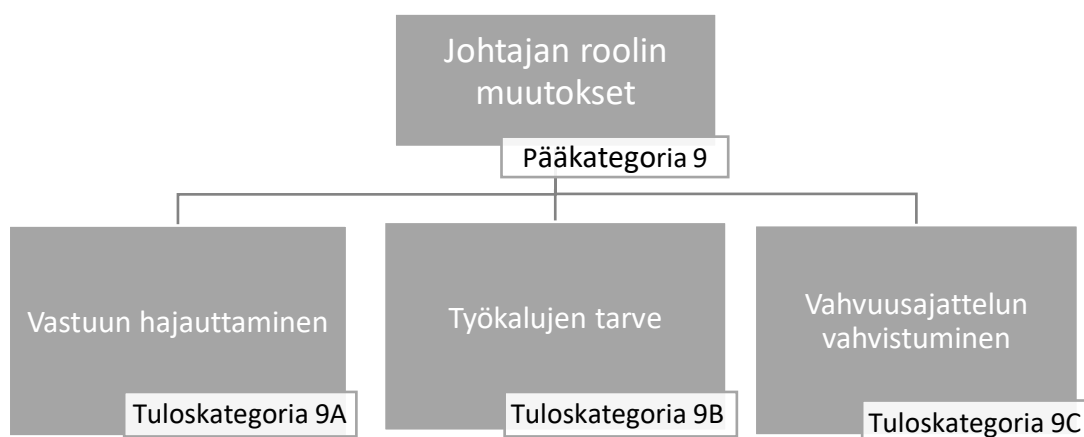 Johtajan roolin
muutokset
Pääkategoria 9
Vastuun hajauttaminen
Tuloskategoria 9A
Työkalujen tarve
Tuloskategoria 9B
Vahvuusajattelun
vahvistuminen
Tuloskategoria 9C